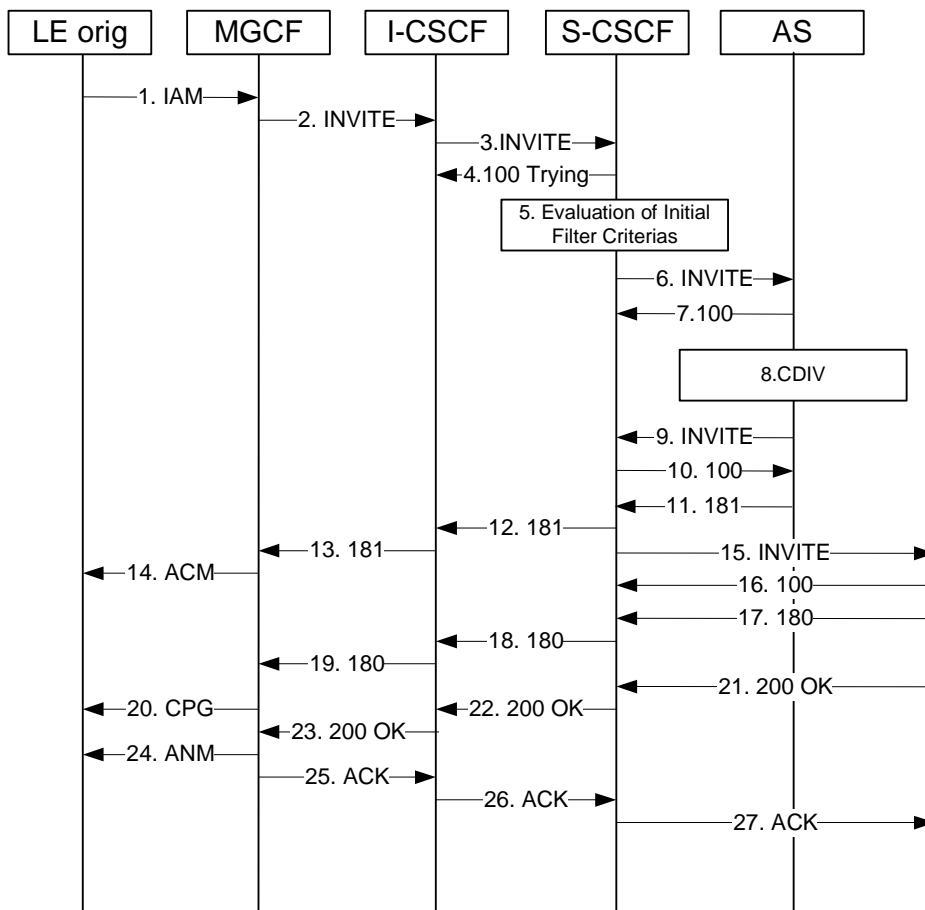 LE orig
MGCF
I-CSCF
S-CSCF
AS
1. IAM
2. INVITE
3.INVITE
4.100 Trying
5. Evaluation of Initial
Filter Criterias
6. INVITE
7.100
8.CDIV
9. INVITE
10. 100
11. 181
12. 181
13. 181
14. ACM
15. INVITE
16. 100
17. 180
18. 180
19. 180
20. CPG
21. 200 OK
22. 200 OK
23. 200 OK
24. ANM
25. ACK
26. ACK
27. ACK